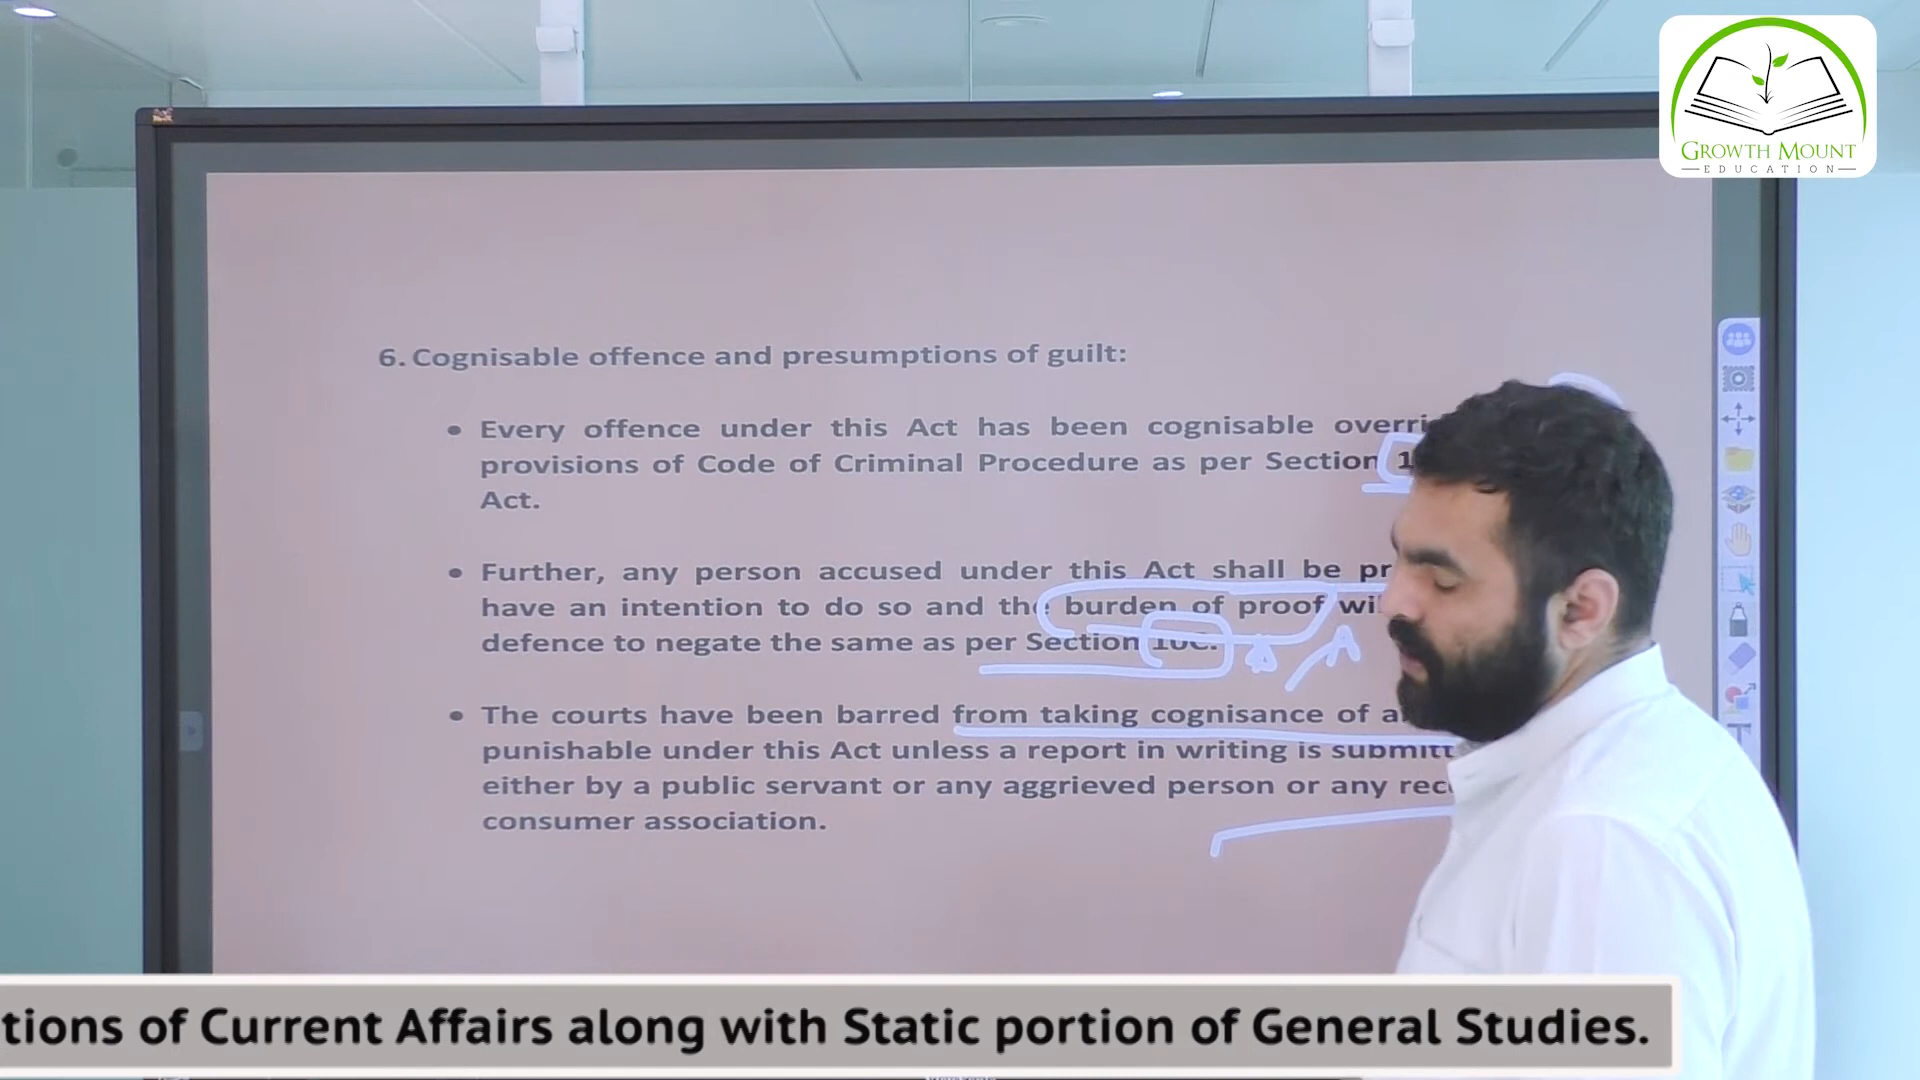 GROWTH MOUNT
EDUCATION
6. Cognisable offence and presumptions of guilt:
• Every offence under this Act has been cognisable
provisions of Code of Criminal Procedure as per Section
Act.
• Further, any person accused under this Act shall be
have an intention to do so and the burden of proof
defence to negate the same as per Section 10C.
• The courts have been barred from taking cognisance of
punishable under this Act unless a report in writing is
either by a public servant or any aggrieved person or any
consumer association.
tions of Current Affairs along with Static portion of General Studies.